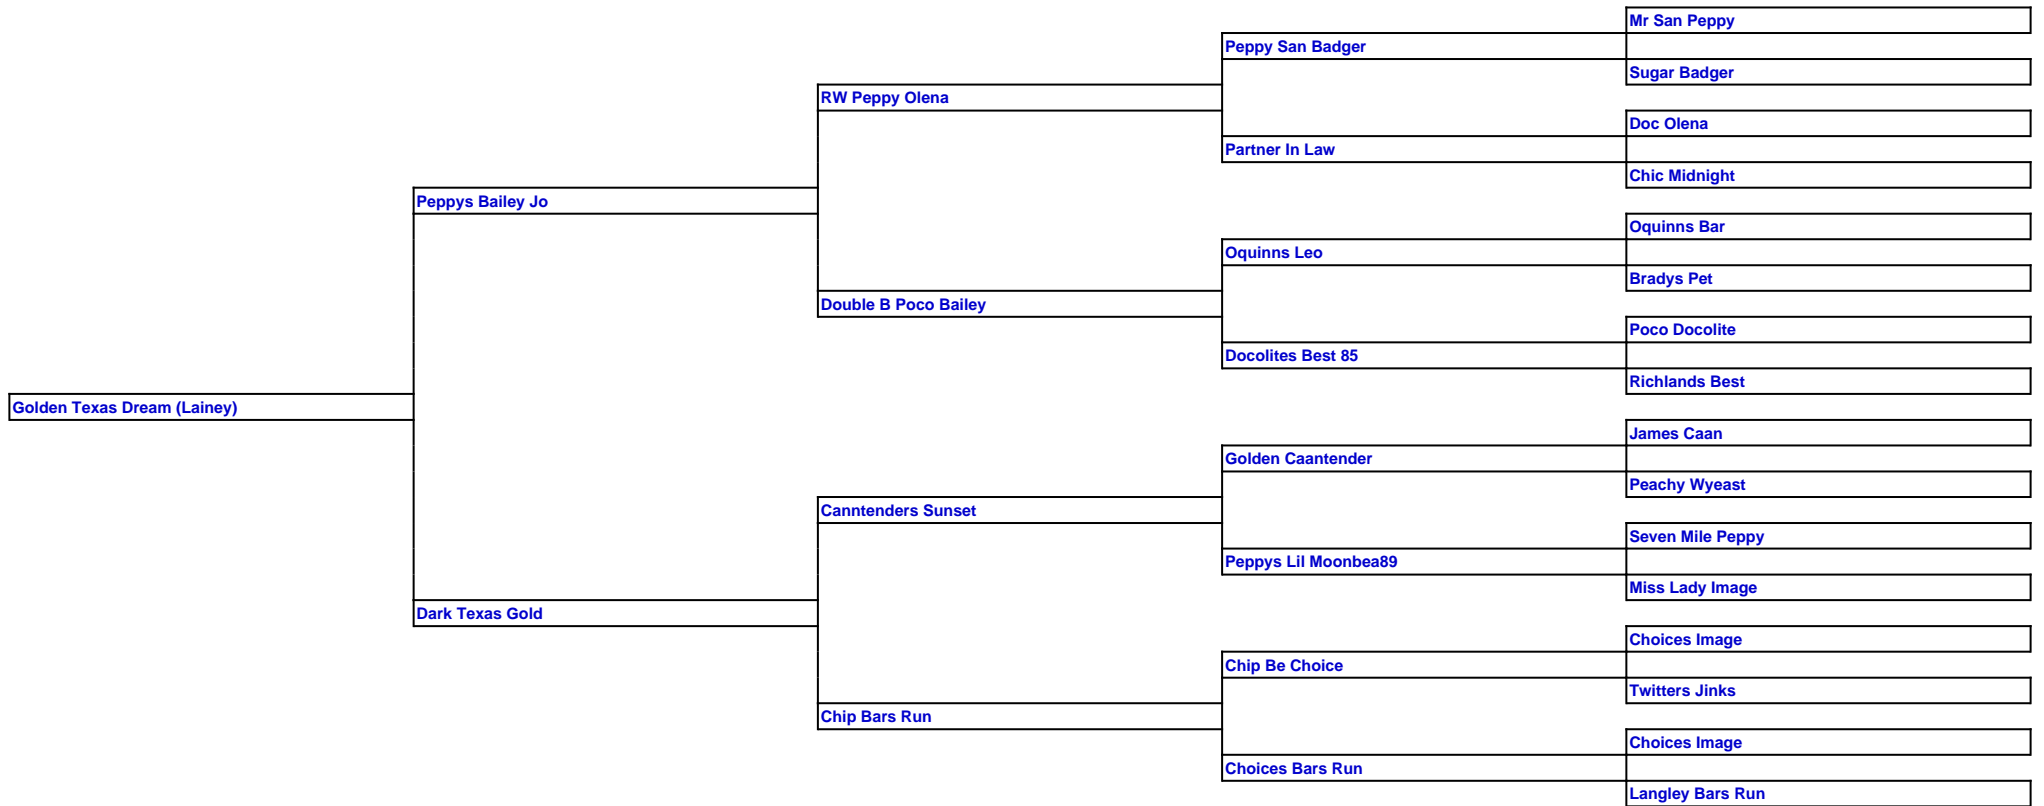 Mr San Peppy
Peppy San Badger
Sugar Badger
RW Peppy Olena
Doc Olena
Partner In Law
Chic Midnight
Peppys Bailey Jo
Oquinns Bar
Oquinns Leo
Bradys Pet
Double B Poco Bailey
Poco Docolite
Docolites Best 85
Richlands Best
Golden Texas Dream (Lainey)
James Caan
Golden Caantender
Peachy Wyeast
Canntenders Sunset
Seven Mile Peppy
Peppys Lil Moonbea89
Miss Lady Image
Dark Texas Gold
Choices Image
Chip Be Choice
Twitters Jinks
Chip Bars Run
Choices Image
Choices Bars Run
Langley Bars Run